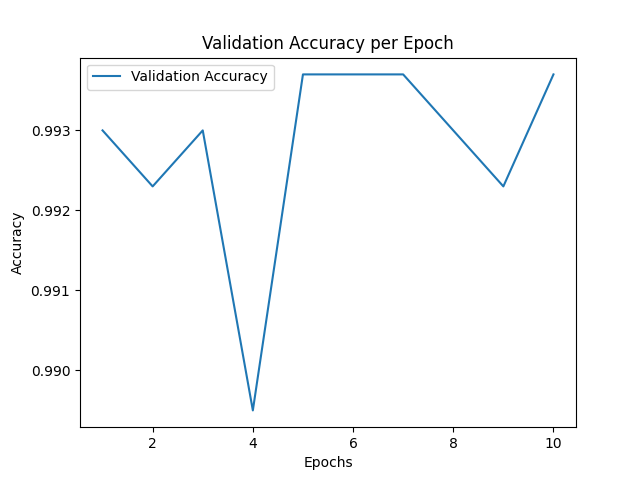 Validation Accuracy per Epoch
Validation Accuracy
0.993
0.992
0.991
0.990
Accuracy
2 4 6 8 10
Epochs